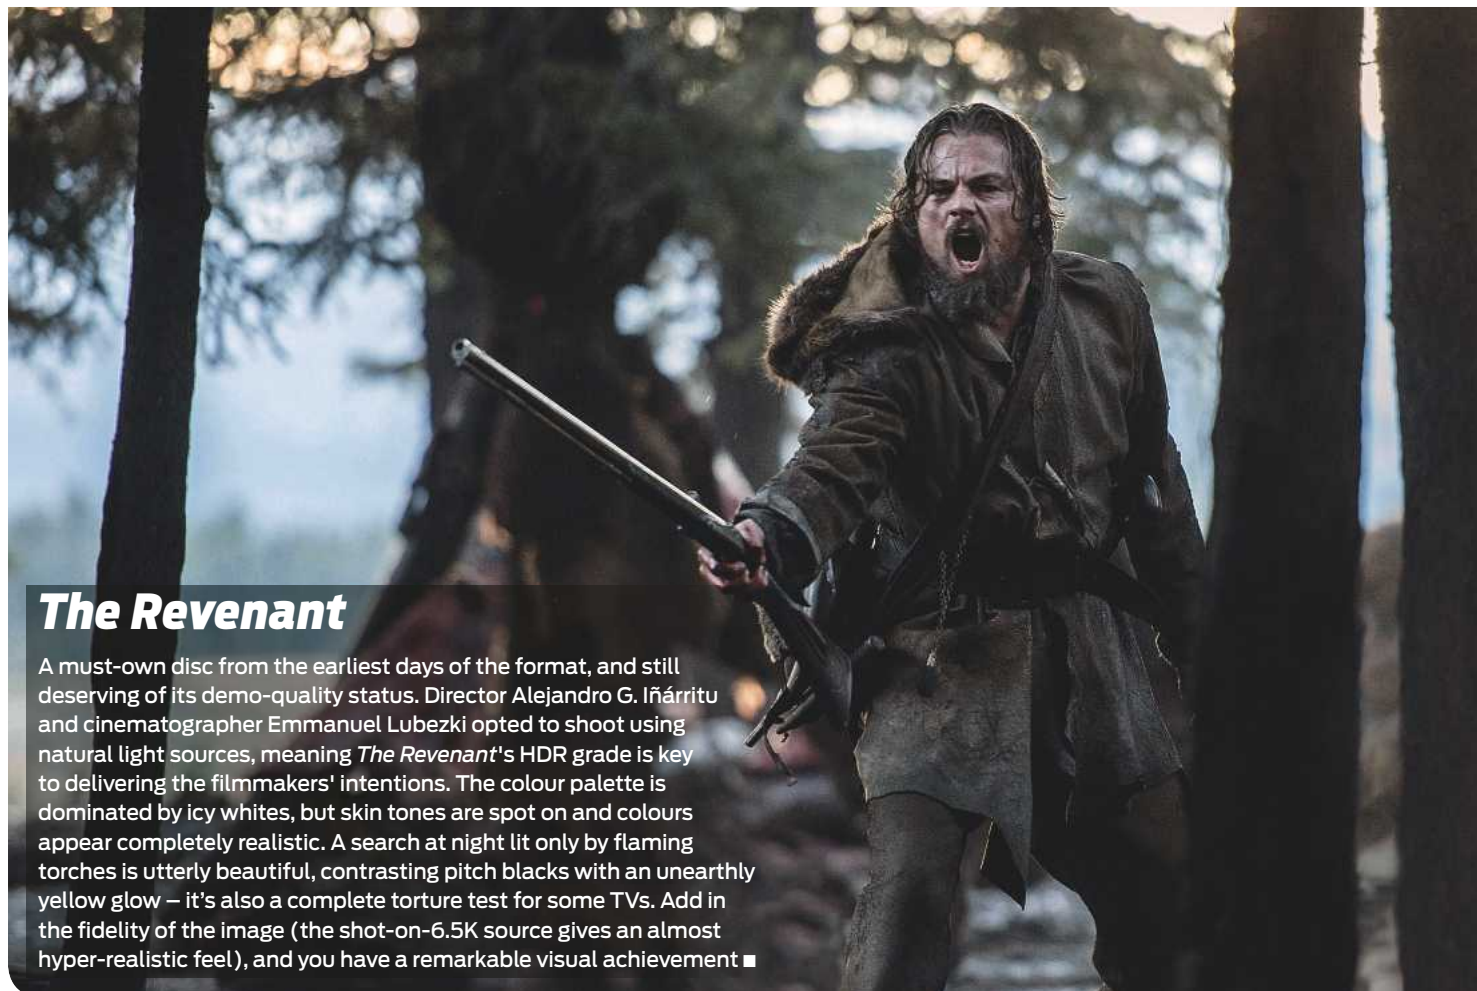 The Revenant
A must-own disc from the earliest days of the format, and still
deserving of its demo-quality status. Director Alejandro G. Iñárritu
and cinematographer Emmanuel Lubezki opted to shoot using
natural light sources, meaning The Revenant's HDR grade is key
to delivering the filmmakers' intentions. The colour palette is
dominated by icy whites, but skin tones are spot on and colours
appear completely realistic. A search at night lit only by flaming
torches is utterly beautiful, contrasting pitch blacks with an unearthly
yellow glow – it’s also a complete torture test for some TVs. Add in
the fidelity of the image (the shot-on-6.5K source gives an almost
hyper-realistic feel), and you have a remarkable visual achievement ■